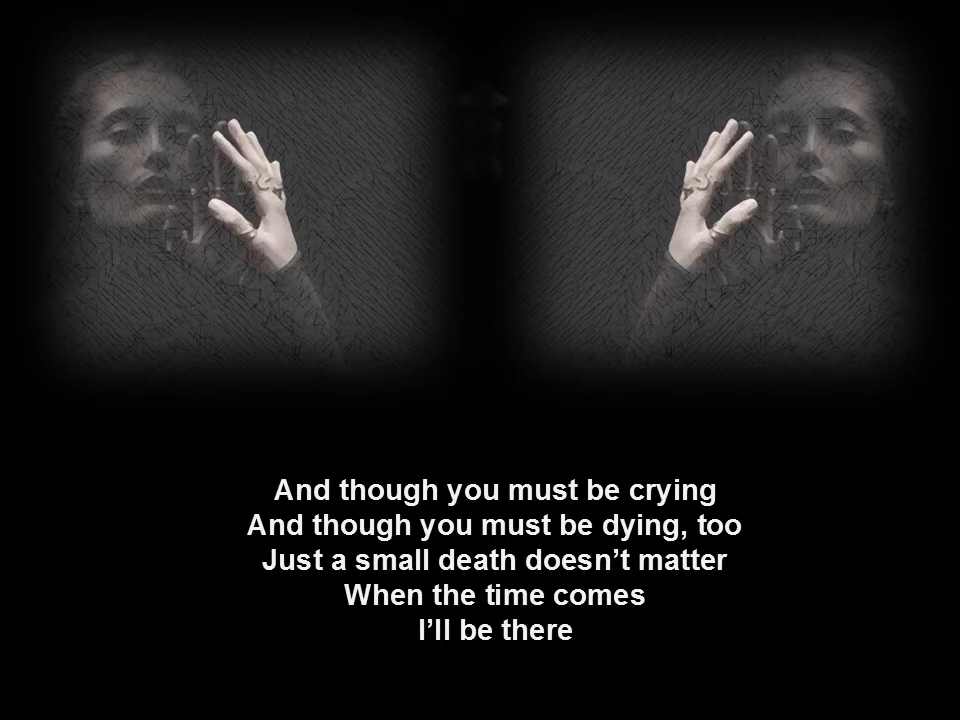 And though you must be crying
And though you must be dying, too
Just a small death doesn’t matter
When the time comes
I’ll be there